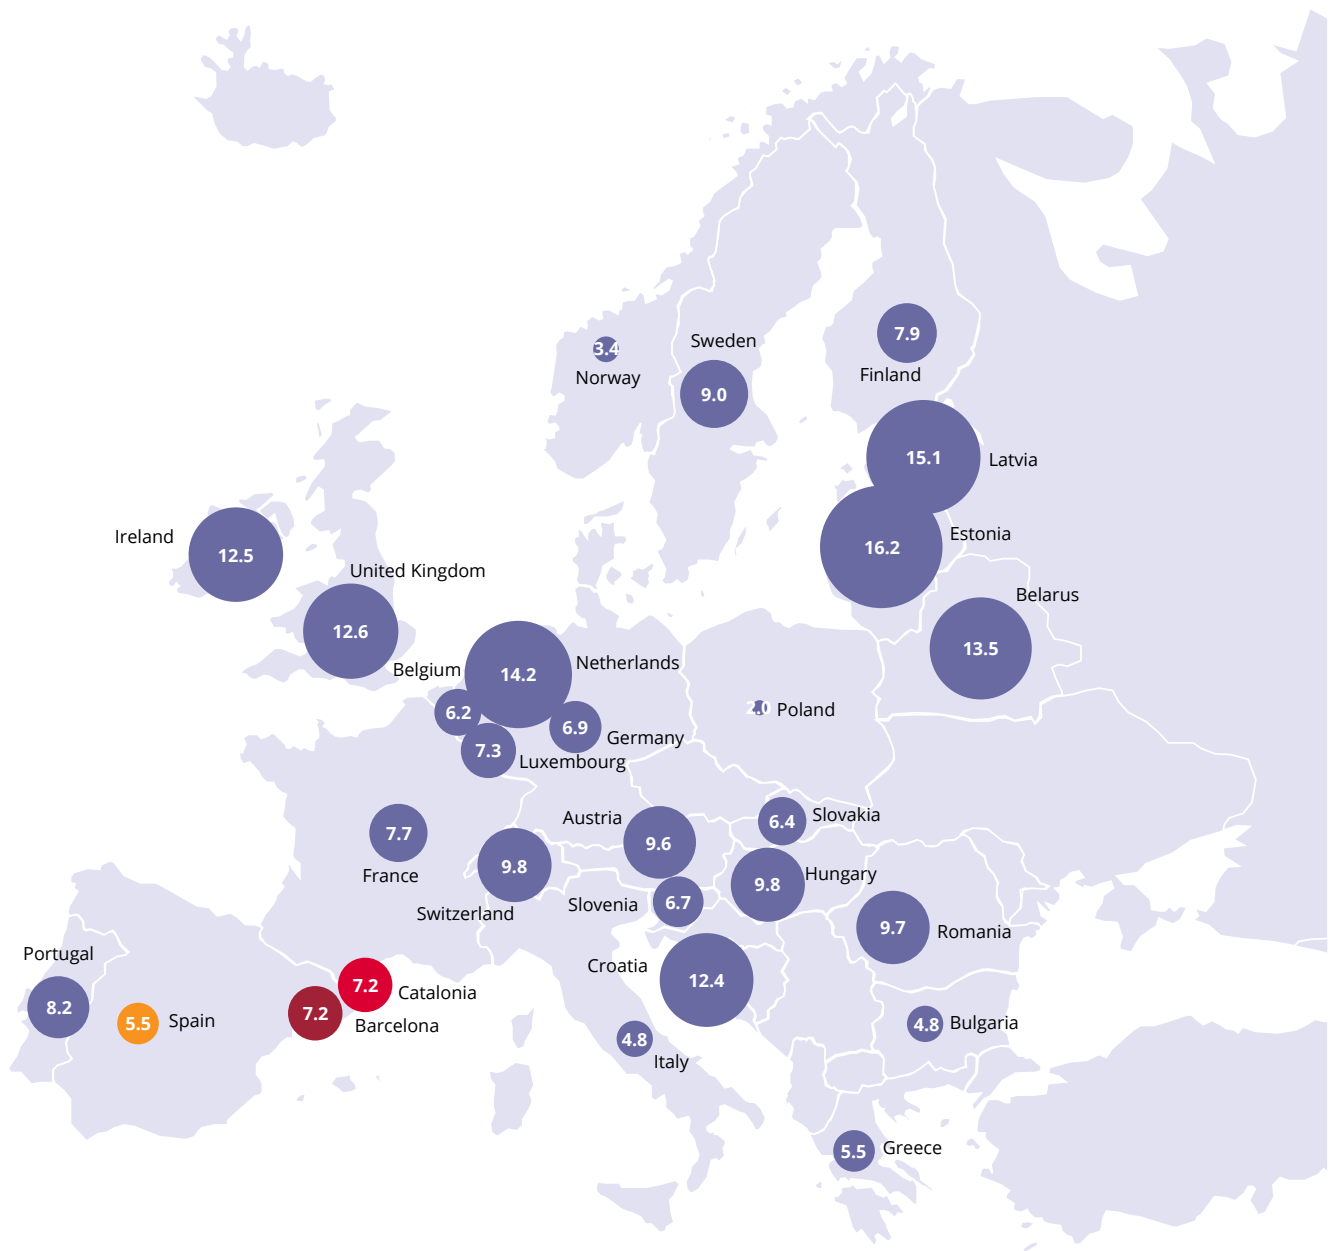 3.4
Norway
Sweden
9.0
7.9
Finland
15.1
Latvia
Ireland
12.5
16.2
Estonia
United Kingdom
12.6
Belarus
13.5
Belgium
6.2
14.2
Netherlands
6.9
Germany
7.3
Luxembourg
2.0
Poland
7.7
France
Austria
9.6
6.4
Slovakia
9.8
Switzerland
9.8
Hungary
Slovenia
6.7
9.7
Romania
Portugal
8.2
5.5
Spain
7.2
Catalonia
7.2
Barcelona
Croatia
12.4
4.8
Italy
4.8
Bulgaria
5.5
Greece